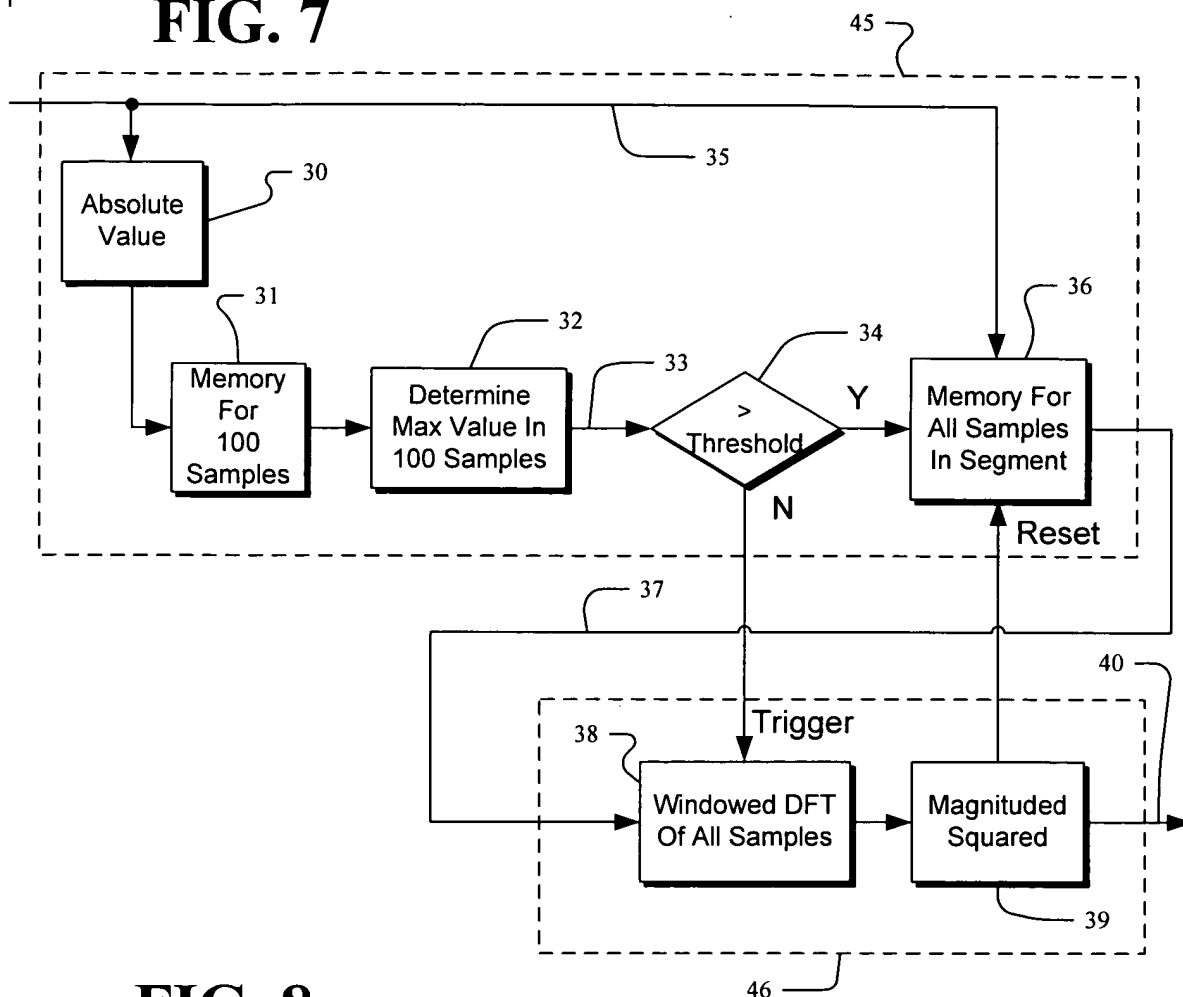 FIG. 7
45
35
Absolute
Value
30
31
Memory
For
100
Samples
32
Determine
Max Value In
100 Samples
33
34
>
Threshold
Y
N
36
Memory For
All Samples
In Segment
Reset
37
40
Trigger
38
Windowed DFT
Of All Samples
Magnituded
Squared
39
46